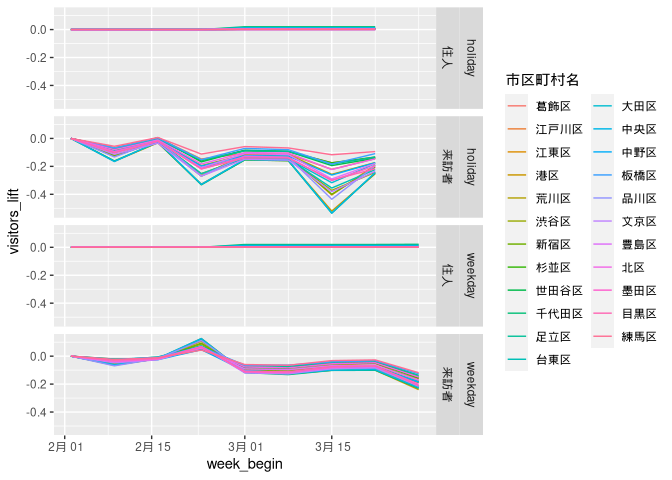 0.0
-0.2
-0.4
住人
holiday
0.0
-0.2
-0.4
来訪者
holiday
0.0
-0.2
-0.4
住人
weekday
0.0
-0.2
-0.4
来訪者
weekday
visitors_lift
2月 01
2月 15
3月 01
3月 15
week_begin
市区町村名
葛飾区
江戸川区
江東区
港区
荒川区
渋谷区
新宿区
杉並区
世田谷区
千代田区
足立区
台東区
大田区
中央区
中野区
板橋区
品川区
文京区
豊島区
北区
墨田区
目黒区
練馬区